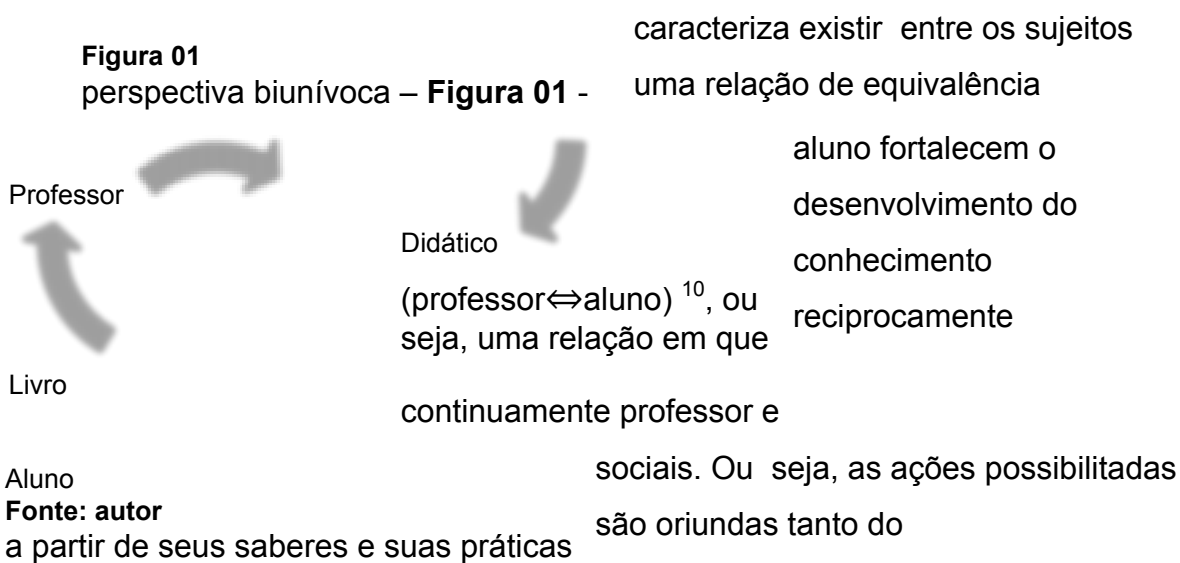 caracteriza existir entre os sujeitos
Figura 01
perspectiva biunívoca – Figura 01 -
uma relação de equivalência
aluno fortalecem o
Professor
desenvolvimento do
Didático
conhecimento
(professor⇔aluno) 10, ou
reciprocamente
seja, uma relação em que
Livro
continuamente professor e
sociais. Ou seja, as ações possibilitadas
Aluno
Fonte: autor
são oriundas tanto do
a partir de seus saberes e suas práticas